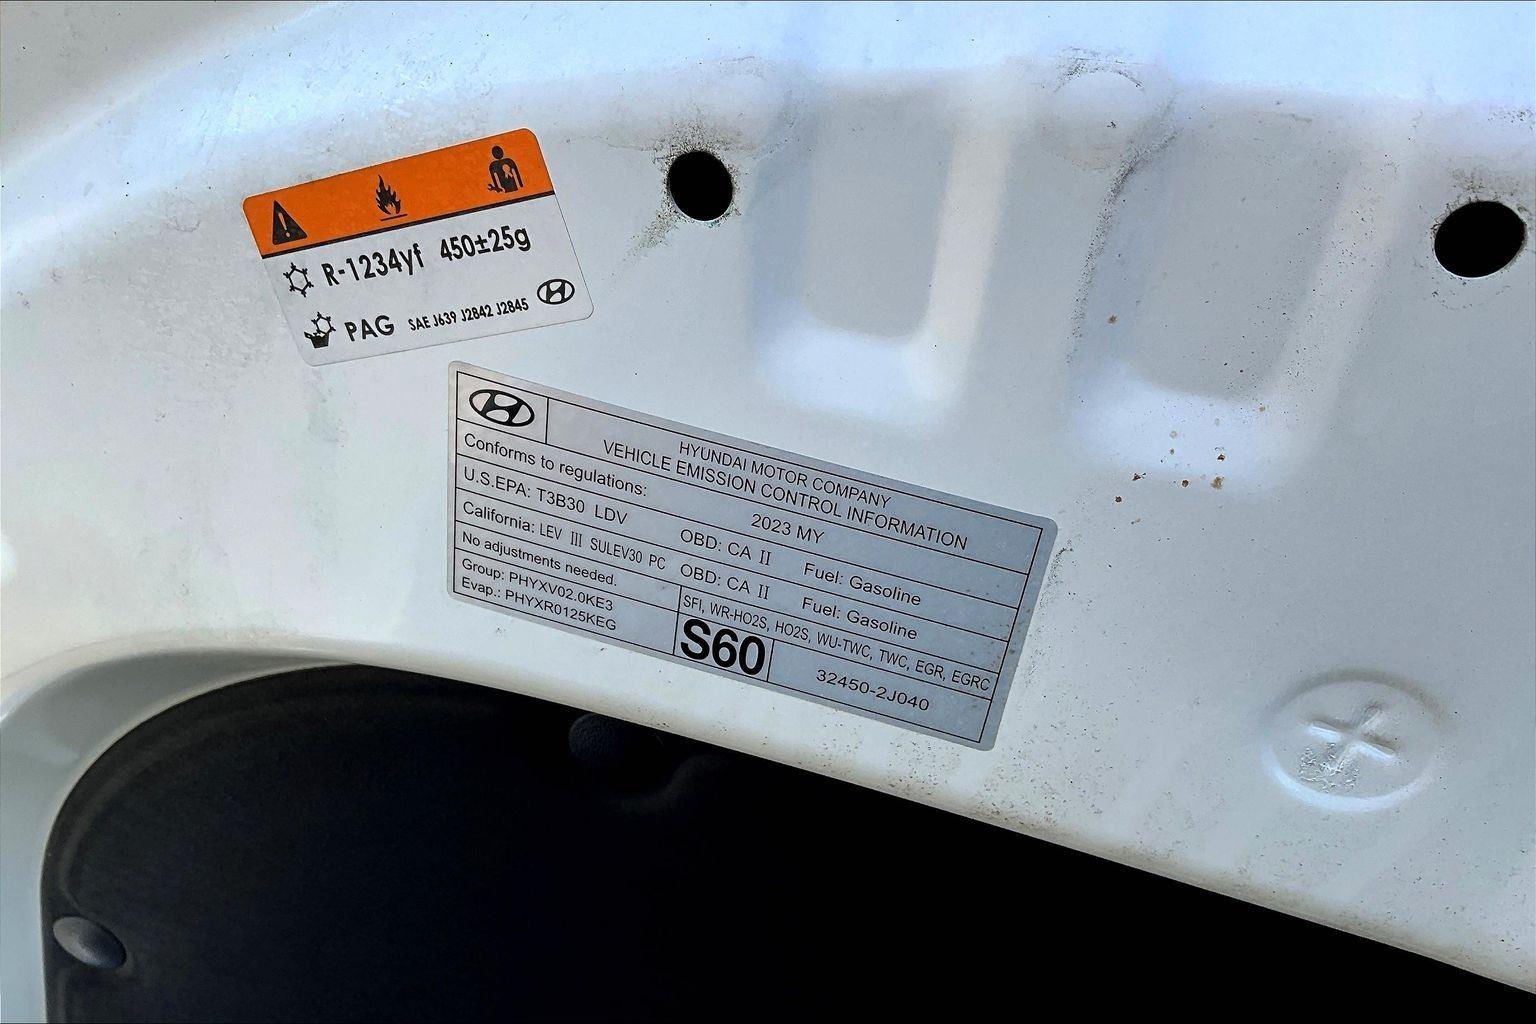 R-1234yf 450±25g
PAG SAE J639 J2842 J2845
HYUNDAI MOTOR COMPANY
VEHICLE EMISSION CONTROL INFORMATION
Conforms to regulations: 2023 MY
U.S.EPA: T3B30 LDV OBD: CA II Fuel: Gasoline
California: LEV III SULEV30 PC OBD: CA II Fuel: Gasoline
No adjustments needed. SFI, WR-HO2S, HO2S, WU-TWC, TWC, EGR, EGRC
Group: PHYXV02.0KE3
Evap.: PHYXR0125KEG
S60 32450-2J040